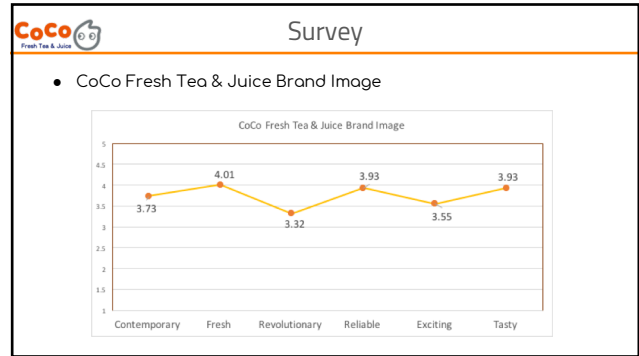 CoCo
Fresh Tea & Juice
Survey
● CoCo Fresh Tea & Juice Brand Image
CoCo Fresh Tea & Juice Brand Image
5
4.5
4
3.5
3
2.5
2
1.5
1
3.73
4.01
3.32
3.93
3.55
3.93
Contemporary Fresh Revolutionary Reliable Exciting Tasty